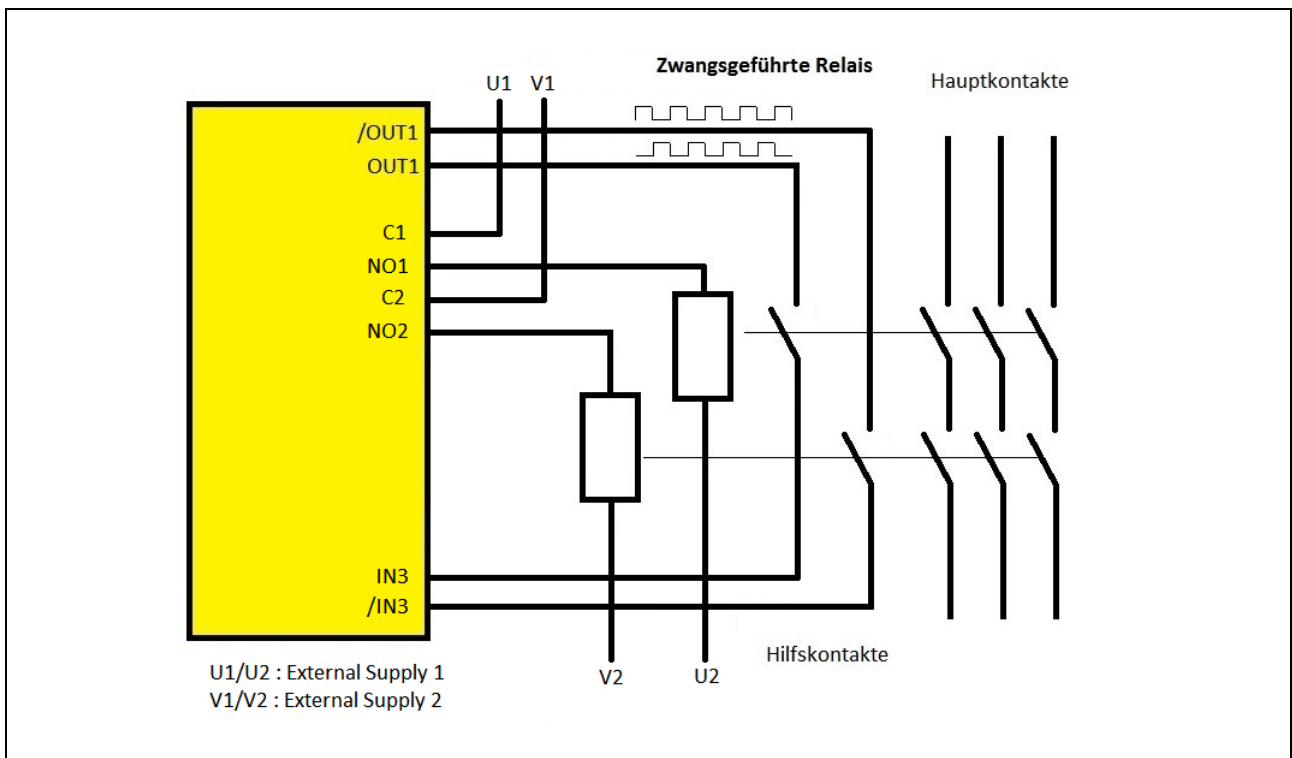 Zwangsgeführte Relais
Hauptkontakte
U1 V1
/OUT1
OUT1
C1
NO1
C2
NO2
IN3
/IN3
Hilfskontakte
U1/U2 : External Supply 1
V1/V2 : External Supply 2
V2 U2